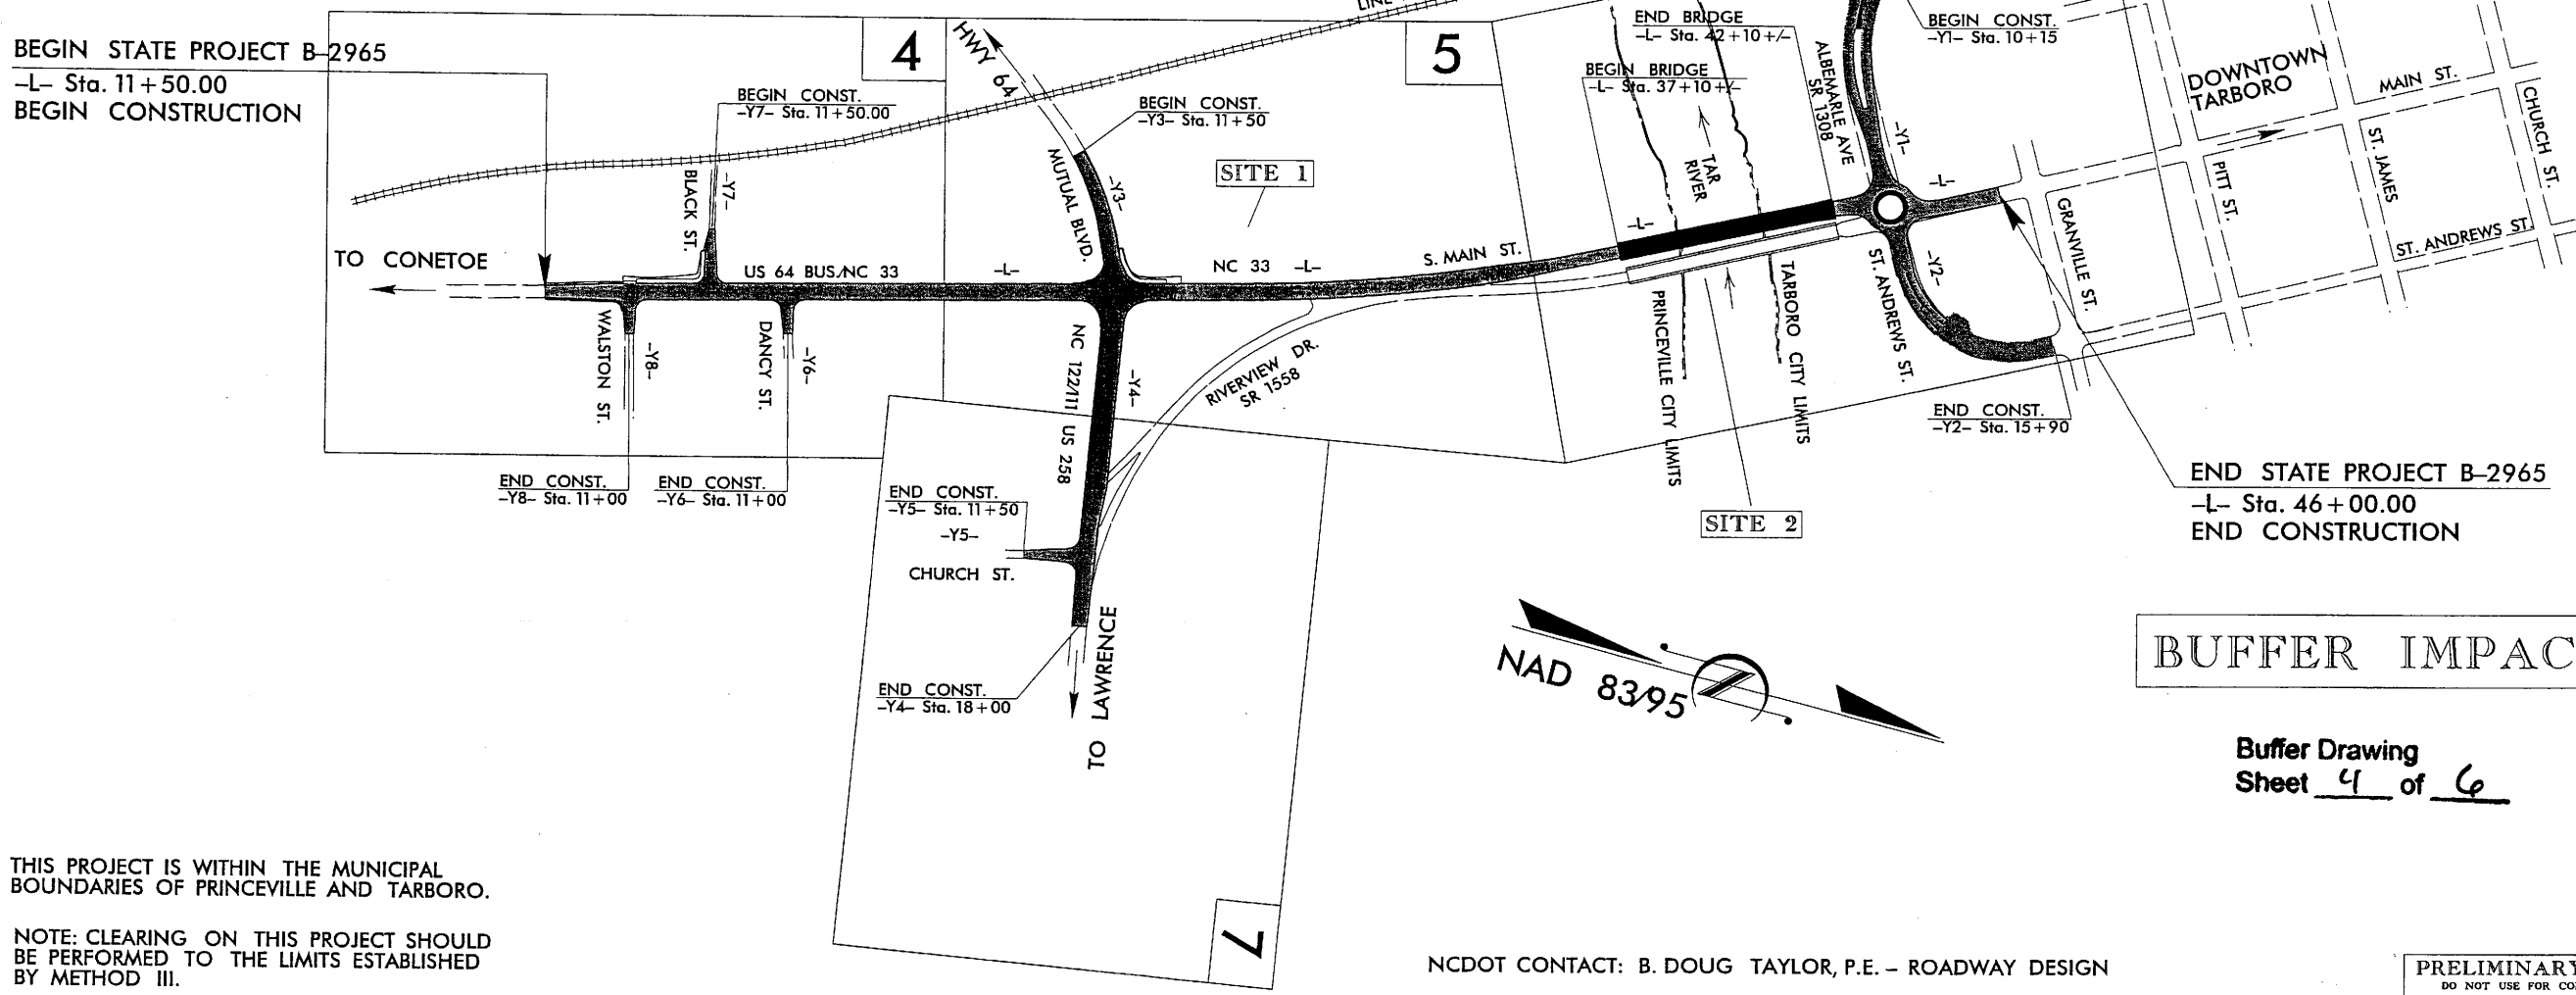 BEGIN STATE PROJECT B-2965
-L- Sta. 11+50.00
BEGIN CONSTRUCTION
4
5
HWY 64
LINE
END BRIDGE
-L- Sta. 42+10 +/-
BEGIN BRIDGE
-L- Sta. 37+10 +/-
ALBEMARLE AVE
SR 1308
BEGIN CONST.
-Y1- Sta. 10+15
DOWNTOWN
TARBORO
MAIN ST.
CHURCH ST.
ST. JAMES
PITT ST.
ST. ANDREWS ST.
GRANVILLE ST.
BEGIN CONST.
-Y7- Sta. 11+50.00
BEGIN CONST.
-Y3- Sta. 11+50
SITE 1
TAR
RIVER
-Y1-
-L-
BLACK ST.
-Y7-
MUTUAL BLVD.
-Y3-
TO CONETOE
US 64 BUS./NC 33
-L-
NC 33
-L-
S. MAIN ST.
-L-
ST. ANDREWS ST.
-Y2-
WALSTON ST.
-Y8-
DANCY ST.
-Y6-
NC 122/111 US 258
-Y4-
RIVERVIEW DR.
SR 1558
PRINCEVILLE CITY LIMITS
TARBORO CITY LIMITS
END CONST.
-Y2- Sta. 15+90
END CONST.
-Y8- Sta. 11+00
END CONST.
-Y6- Sta. 11+00
END CONST.
-Y5- Sta. 11+50
-Y5-
CHURCH ST.
SITE 2
END STATE PROJECT B-2965
-L- Sta. 46+00.00
END CONSTRUCTION
END CONST.
-Y4- Sta. 18+00
TO LAWRENCE
NAD 83/95
BUFFER IMPAC
Buffer Drawing
Sheet 4 of 6
THIS PROJECT IS WITHIN THE MUNICIPAL
BOUNDARIES OF PRINCEVILLE AND TARBORO.
NOTE: CLEARING ON THIS PROJECT SHOULD
BE PERFORMED TO THE LIMITS ESTABLISHED
BY METHOD III.
7
NCDOT CONTACT: B. DOUG TAYLOR, P.E. - ROADWAY DESIGN
PRELIMINARY
DO NOT USE FOR CO